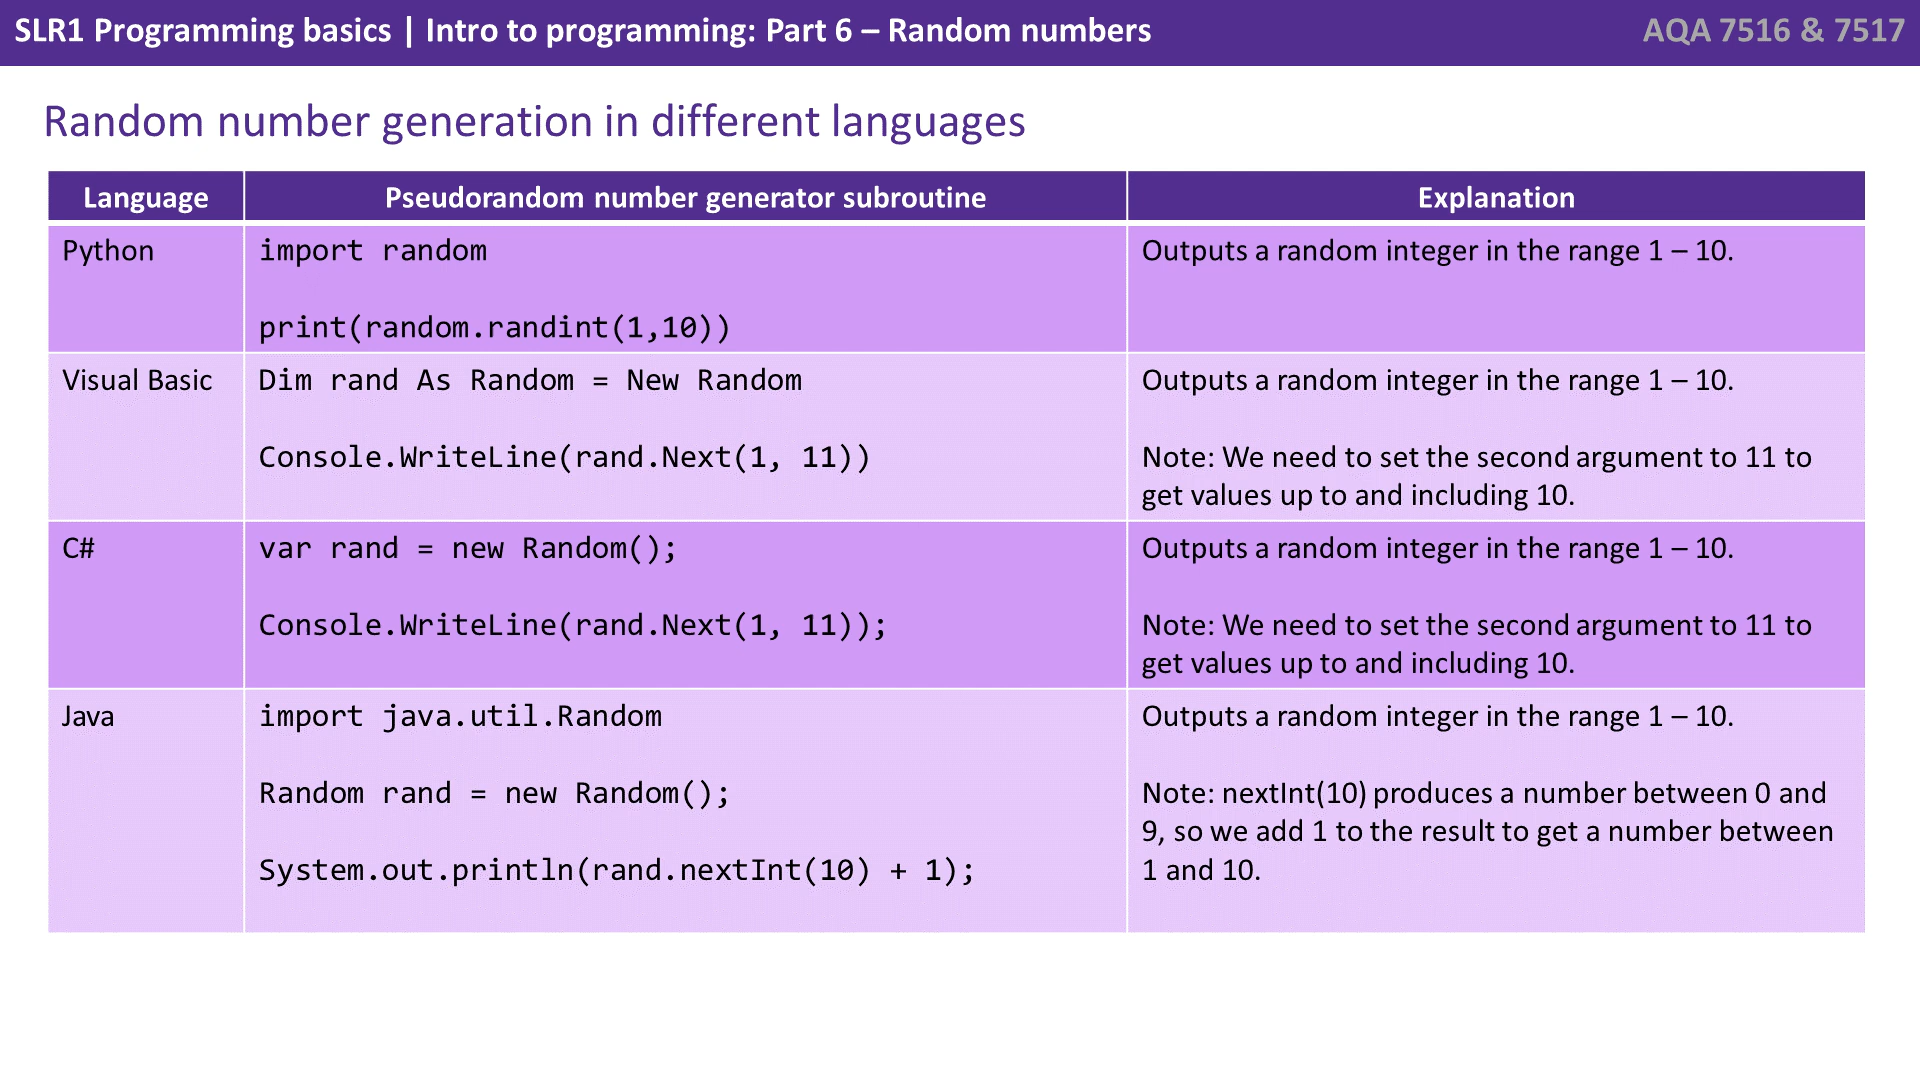 SLR1 Programming basics | Intro to programming: Part 6 – Random numbers
AQA 7516 & 7517
Random number generation in different languages
Language
Pseudorandom number generator subroutine
Explanation
Python
import random
print(random.randint(1,10))
Outputs a random integer in the range 1 – 10.
Visual Basic
Dim rand As Random = New Random
Console.WriteLine(rand.Next(1, 11))
Outputs a random integer in the range 1 – 10.
Note: We need to set the second argument to 11 to
get values up to and including 10.
C#
var rand = new Random();
Console.WriteLine(rand.Next(1, 11));
Outputs a random integer in the range 1 – 10.
Note: We need to set the second argument to 11 to
get values up to and including 10.
Java
import java.util.Random
Random rand = new Random();
System.out.println(rand.nextInt(10) + 1);
Outputs a random integer in the range 1 – 10.
Note: nextInt(10) produces a number between 0 and
9, so we add 1 to the result to get a number between
1 and 10.